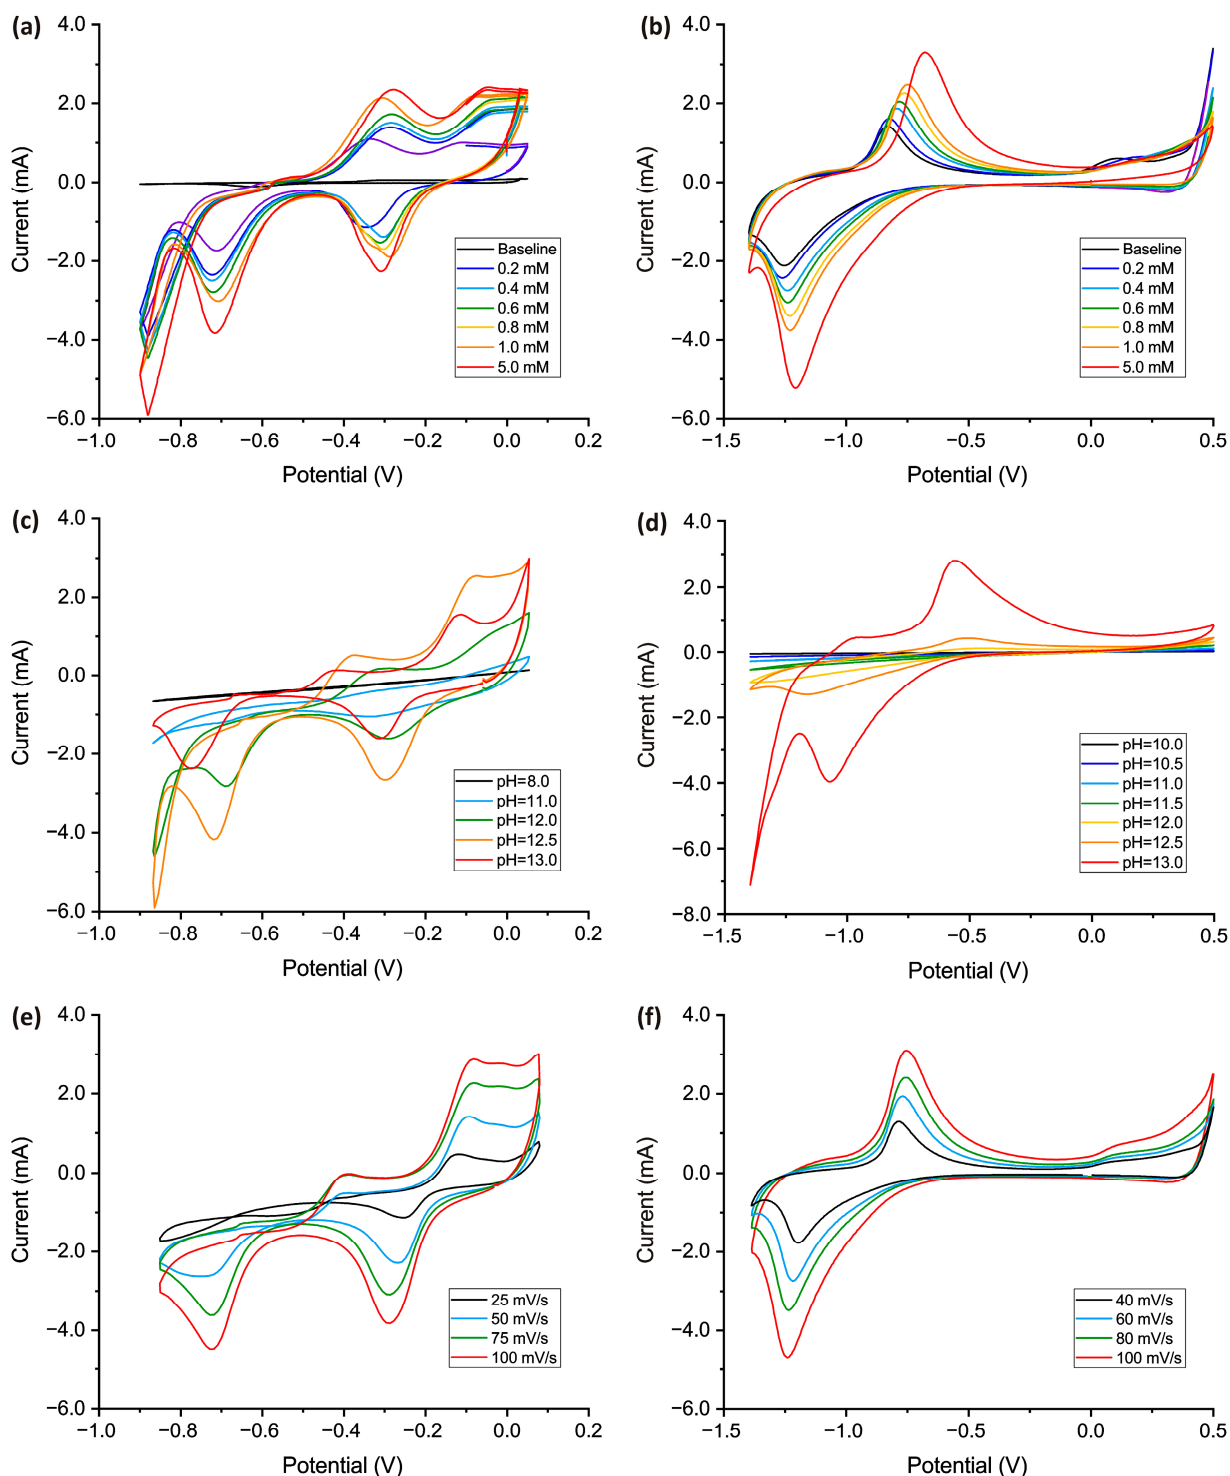 (a)
4.0
2.0
0.0
−2.0
−4.0
−6.0
Current (mA)
Baseline
0.2 mM
0.4 mM
0.6 mM
0.8 mM
1.0 mM
5.0 mM
−1.0 −0.8 −0.6 −0.4 −0.2 0.0 0.2
Potential (V)
(b)
4.0
2.0
0.0
−2.0
−4.0
−6.0
Current (mA)
Baseline
0.2 mM
0.4 mM
0.6 mM
0.8 mM
1.0 mM
5.0 mM
−1.5 −1.0 −0.5 0.0 0.5
Potential (V)
(c)
4.0
2.0
0.0
−2.0
−4.0
−6.0
Current (mA)
pH=8.0
pH=11.0
pH=12.0
pH=12.5
pH=13.0
−1.0 −0.8 −0.6 −0.4 −0.2 0.0 0.2
Potential (V)
(d)
4.0
2.0
0.0
−2.0
−4.0
−6.0
−8.0
Current (mA)
pH=10.0
pH=10.5
pH=11.0
pH=11.5
pH=12.0
pH=12.5
pH=13.0
−1.5 −1.0 −0.5 0.0 0.5
Potential (V)
(e)
4.0
2.0
0.0
−2.0
−4.0
−6.0
Current (mA)
25 mV/s
50 mV/s
75 mV/s
100 mV/s
−1.0 −0.8 −0.6 −0.4 −0.2 0.0 0.2
Potential (V)
(f)
4.0
2.0
0.0
−2.0
−4.0
−6.0
Current (mA)
40 mV/s
60 mV/s
80 mV/s
100 mV/s
−1.5 −1.0 −0.5 0.0 0.5
Potential (V)